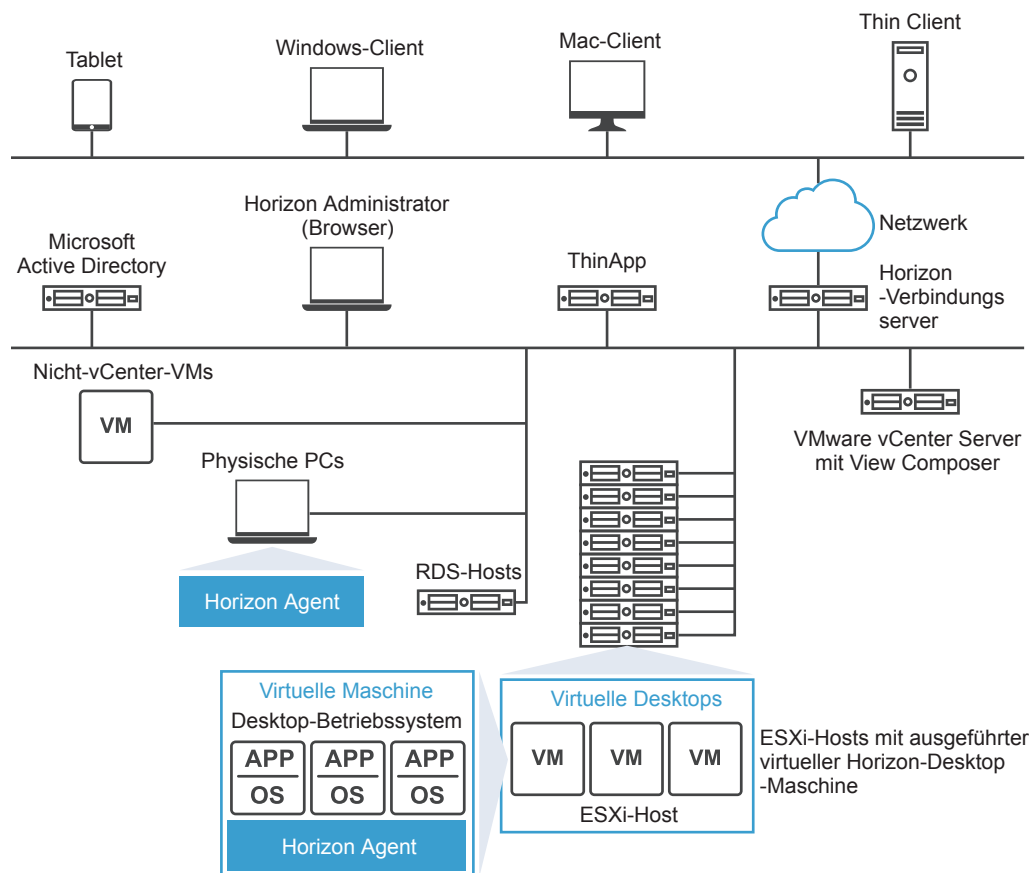 Tablet
Windows-Client
Mac-Client
Thin Client
Microsoft
Active Directory
Horizon Administrator
(Browser)
ThinApp
Netzwerk
Horizon
-Verbindungs
server
Nicht-vCenter-VMs
VM
VMware vCenter Server
mit View Composer
Physische PCs
Horizon Agent
RDS-Hosts
Virtuelle Maschine
Desktop-Betriebssystem
APP APP APP
OS OS OS
Horizon Agent
Virtuelle Desktops
VM VM VM
ESXi-Host
ESXi-Hosts mit ausgeführter
virtueller Horizon-Desktop
-Maschine